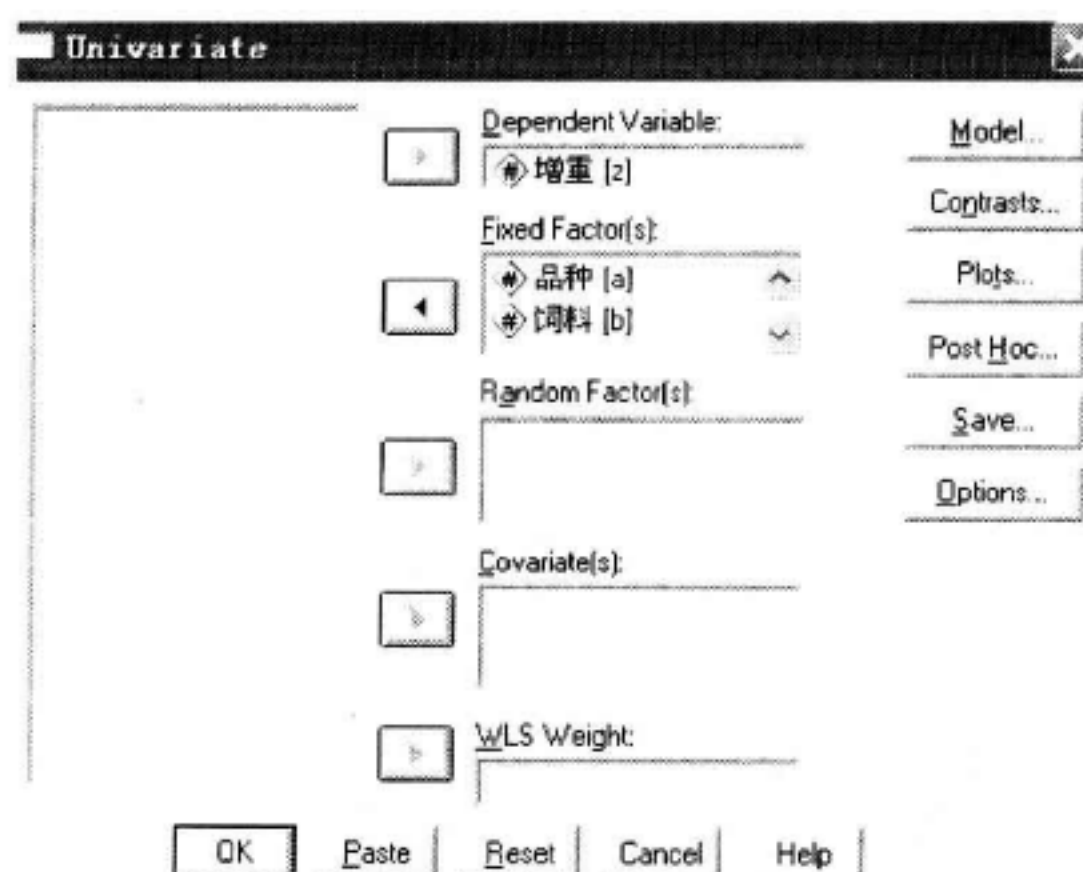 Univariate
Dependent Variable:
增重 [z]
Fixed Factor(s):
品种 [a]
饲料 [b]
Random Factor(s):
Covariate(s):
WLS Weight:
Model...
Contrasts...
Plots...
Post Hoc...
Save...
Options...
OK Paste Reset Cancel Help